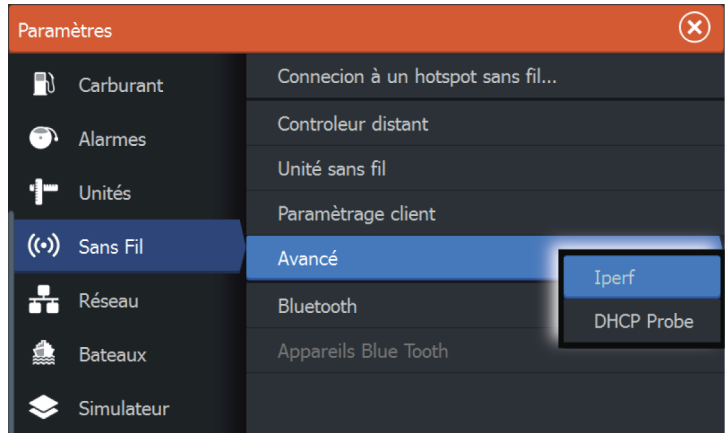 Paramètres
Carburant
Alarmes
Unités
Sans Fil
Réseau
Bateaux
Simulateur
Connecion à un hotspot sans fil...
Controleur distant
Unité sans fil
Paramètrage client
Avancé
Bluetooth
Appareils Blue Tooth
Iperf
DHCP Probe